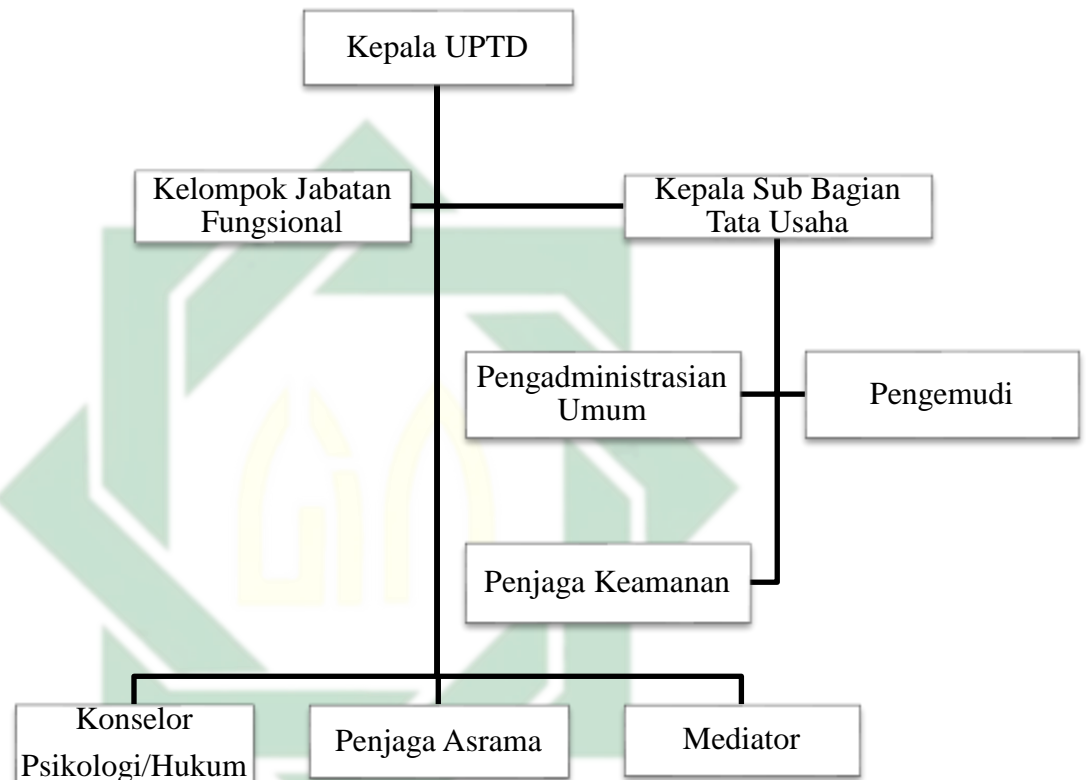 Kepala UPTD
Kelompok Jabatan
Fungsional
Kepala Sub Bagian
Tata Usaha
Pengadministrasian
Umum
Pengemudi
Penjaga Keamanan
Konselor
Psikologi/Hukum
Penjaga Asrama
Mediator